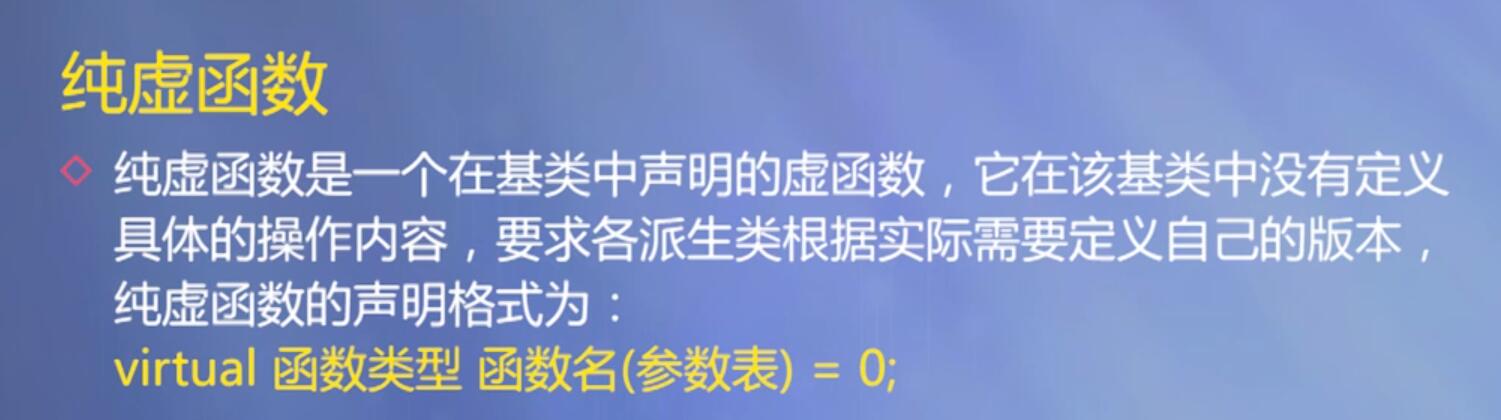 纯虚函数
纯虚函数是一个在基类中声明的虚函数，它在该基类中没有定义
具体的操作内容，要求各派生类根据实际需要定义自己的版本，
纯虚函数的声明格式为：
virtual 函数类型 函数名(参数表) = 0;